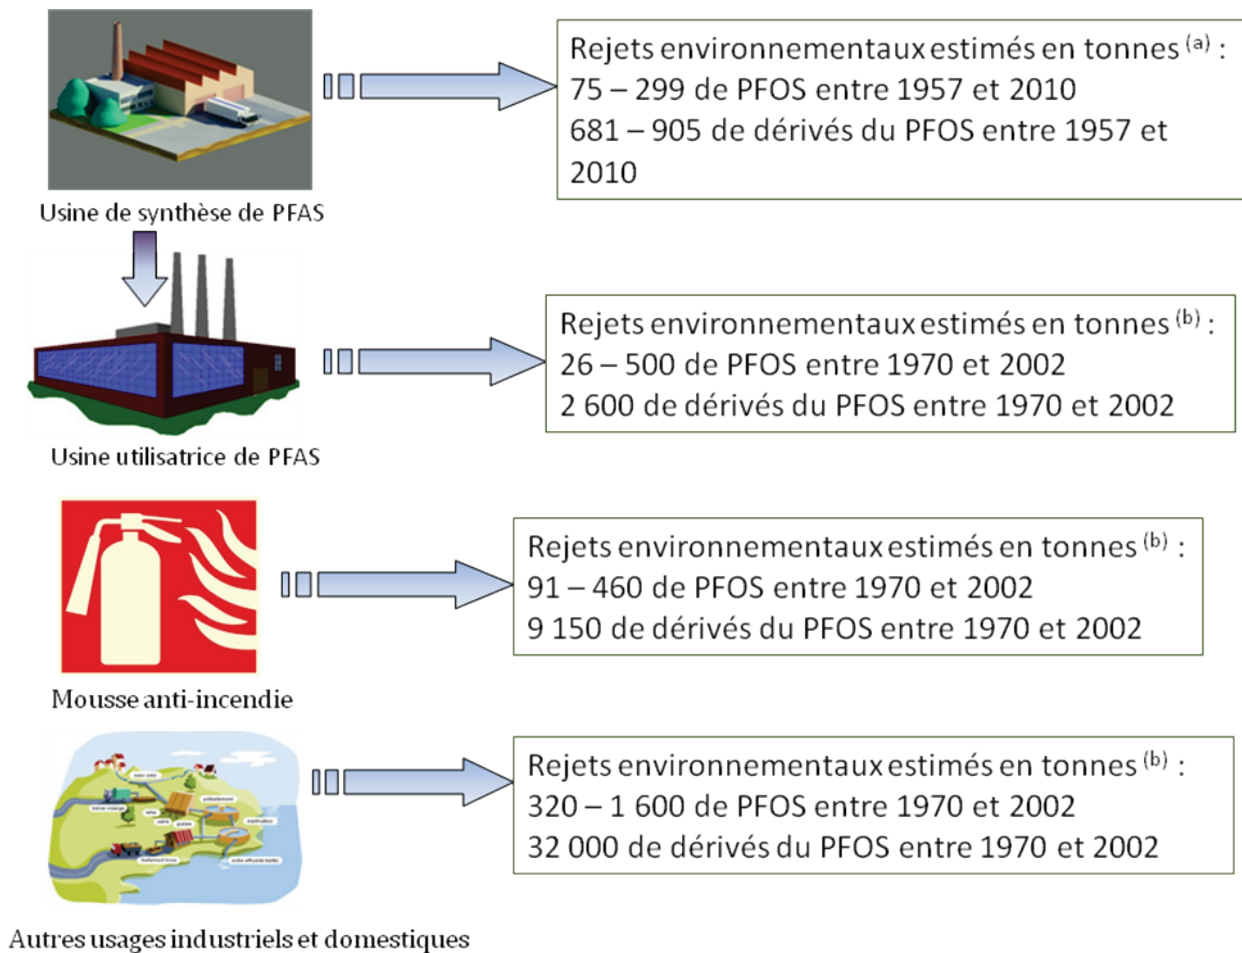 Rejets environnementaux estimés en tonnes (a) :
75 – 299 de PFOS entre 1957 et 2010
681 – 905 de dérivés du PFOS entre 1957 et
2010
Usine de synthèse de PFAS
Rejets environnementaux estimés en tonnes (b) :
26 – 500 de PFOS entre 1970 et 2002
2 600 de dérivés du PFOS entre 1970 et 2002
Usine utilisatrice de PFAS
Rejets environnementaux estimés en tonnes (b) :
91 – 460 de PFOS entre 1970 et 2002
9 150 de dérivés du PFOS entre 1970 et 2002
Mousse anti-incendie
Rejets environnementaux estimés en tonnes (b) :
320 – 1 600 de PFOS entre 1970 et 2002
32 000 de dérivés du PFOS entre 1970 et 2002
Autres usages industriels et domestiques